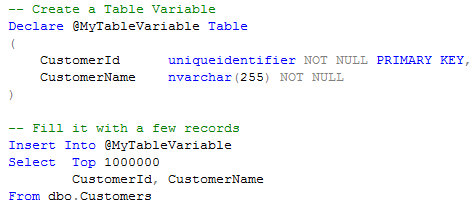 -- Create a Table Variable
Declare @MyTableVariable Table
(
    CustomerId      uniqueidentifier NOT NULL PRIMARY KEY,
    CustomerName    nvarchar(255) NOT NULL
)
-- Fill it with a few records
Insert Into @MyTableVariable
Select  Top 1000000
        CustomerId, CustomerName
From dbo.Customers